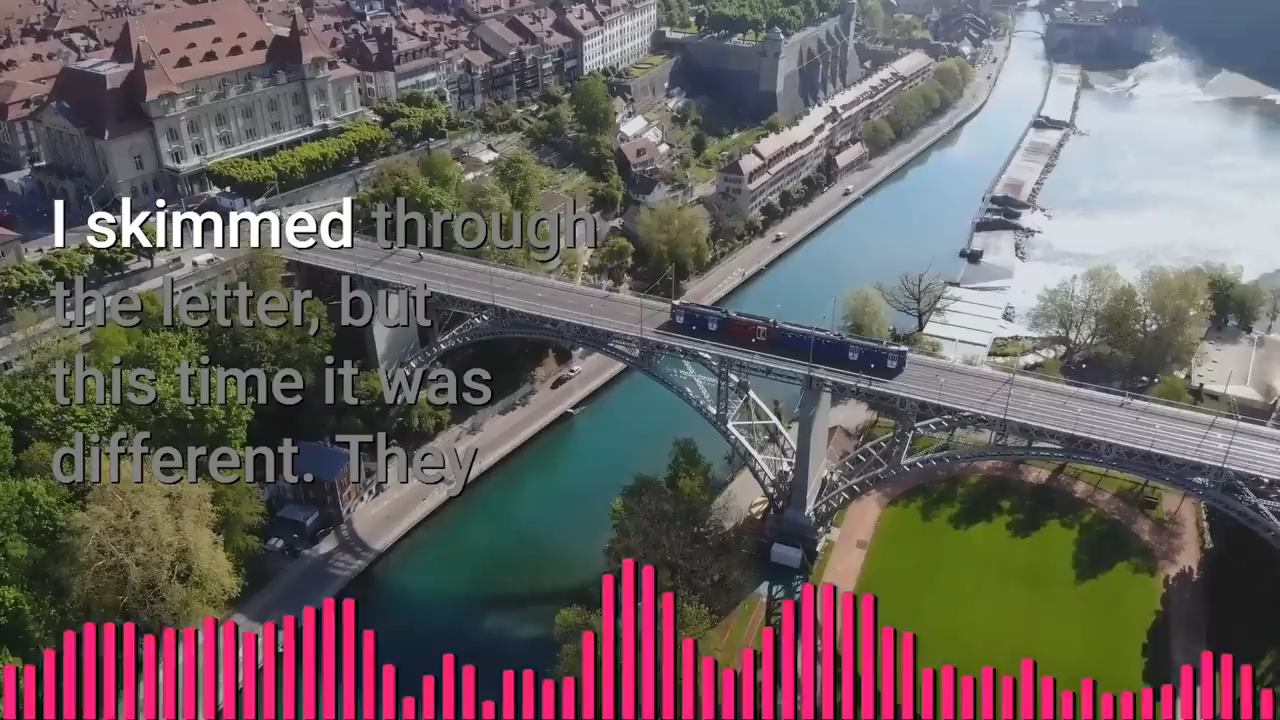 I skimmed through
the letter, but
this time it was
different. They